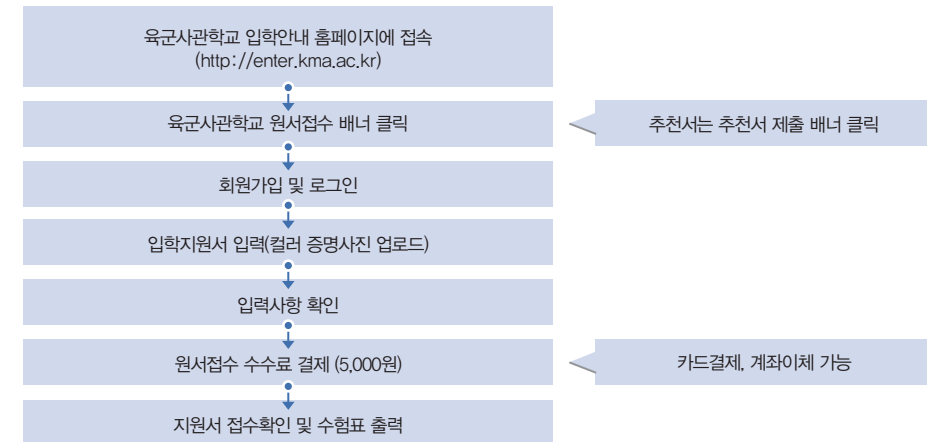 육군사관학교 입학안내 홈페이지에 접속
(http://enter.kma.ac.kr)
육군사관학교 원서접수 배너 클릭
추천서는 추천서 제출 배너 클릭
회원가입 및 로그인
입학지원서 입력(컬러 증명사진 업로드)
입력사항 확인
원서접수 수수료 결제 (5,000원)
카드결제, 계좌이체 가능
지원서 접수확인 및 수험표 출력